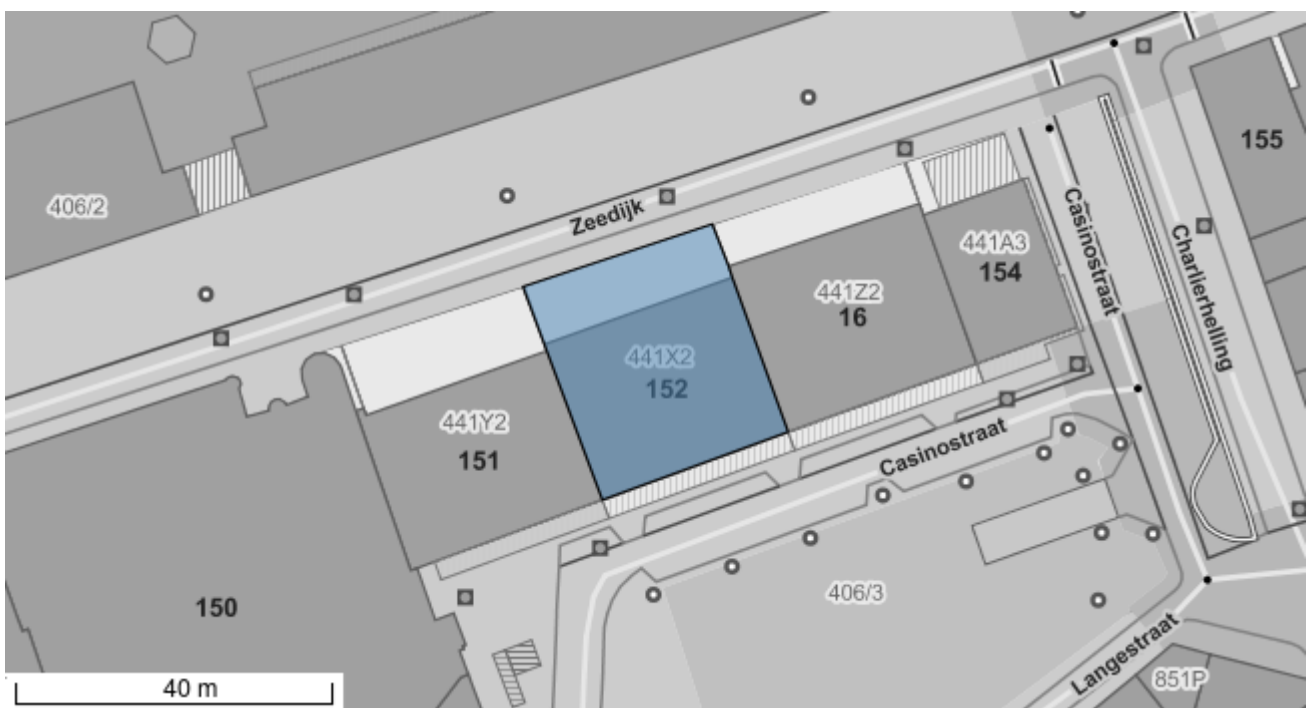 155
406/2
Zeedijk
Casinostraat
441A3
154
Charlierhelling
441Z2
16
441X2
152
441Y2
151
Casinostraat
406/3
150
Langestraat
851P
40 m